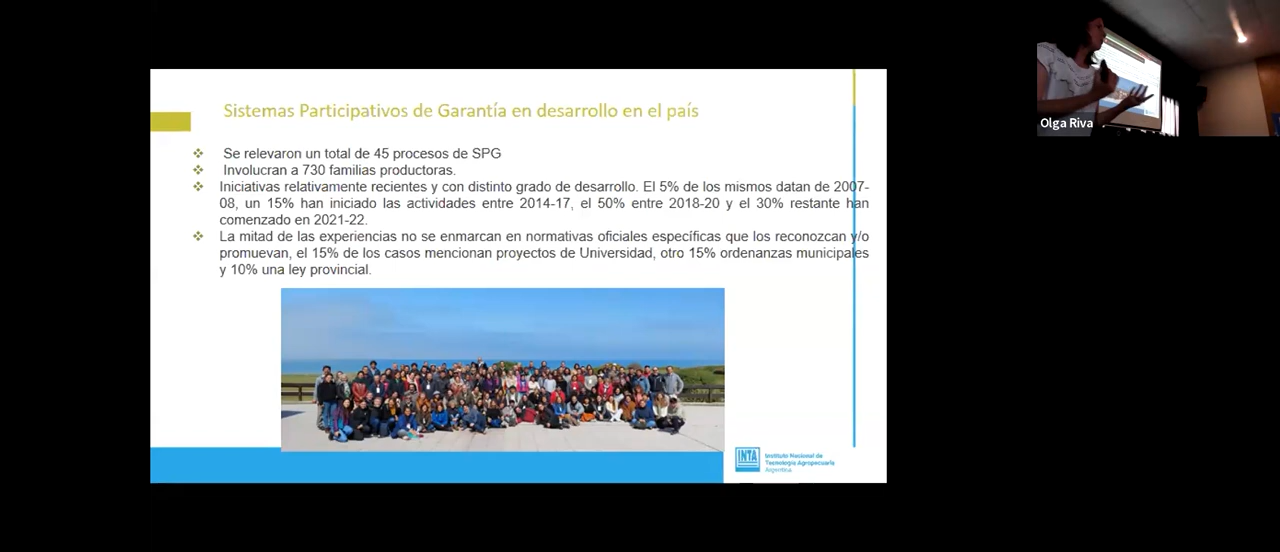 Sistemas Participativos de Garantía en desarrollo en el país
Se relevaron un total de 45 procesos de SPG
Involucran a 730 familias productoras.
Iniciativas relativamente recientes y con distinto grado de desarrollo. El 5% de los mismos datan de 2007-
08, un 15% han iniciado las actividades entre 2014-17, el 50% entre 2018-20 y el 30% restante han
comenzado en 2021-22.
La mitad de las experiencias no se enmarcan en normativas oficiales específicas que los reconozcan y/o
promuevan, el 15% de los casos mencionan proyectos de Universidad, otro 15% ordenanzas municipales
y 10% una ley provincial.
INTA
Instituto Nacional de
Tecnología Agropecuaria
Argentina
Olga Riva